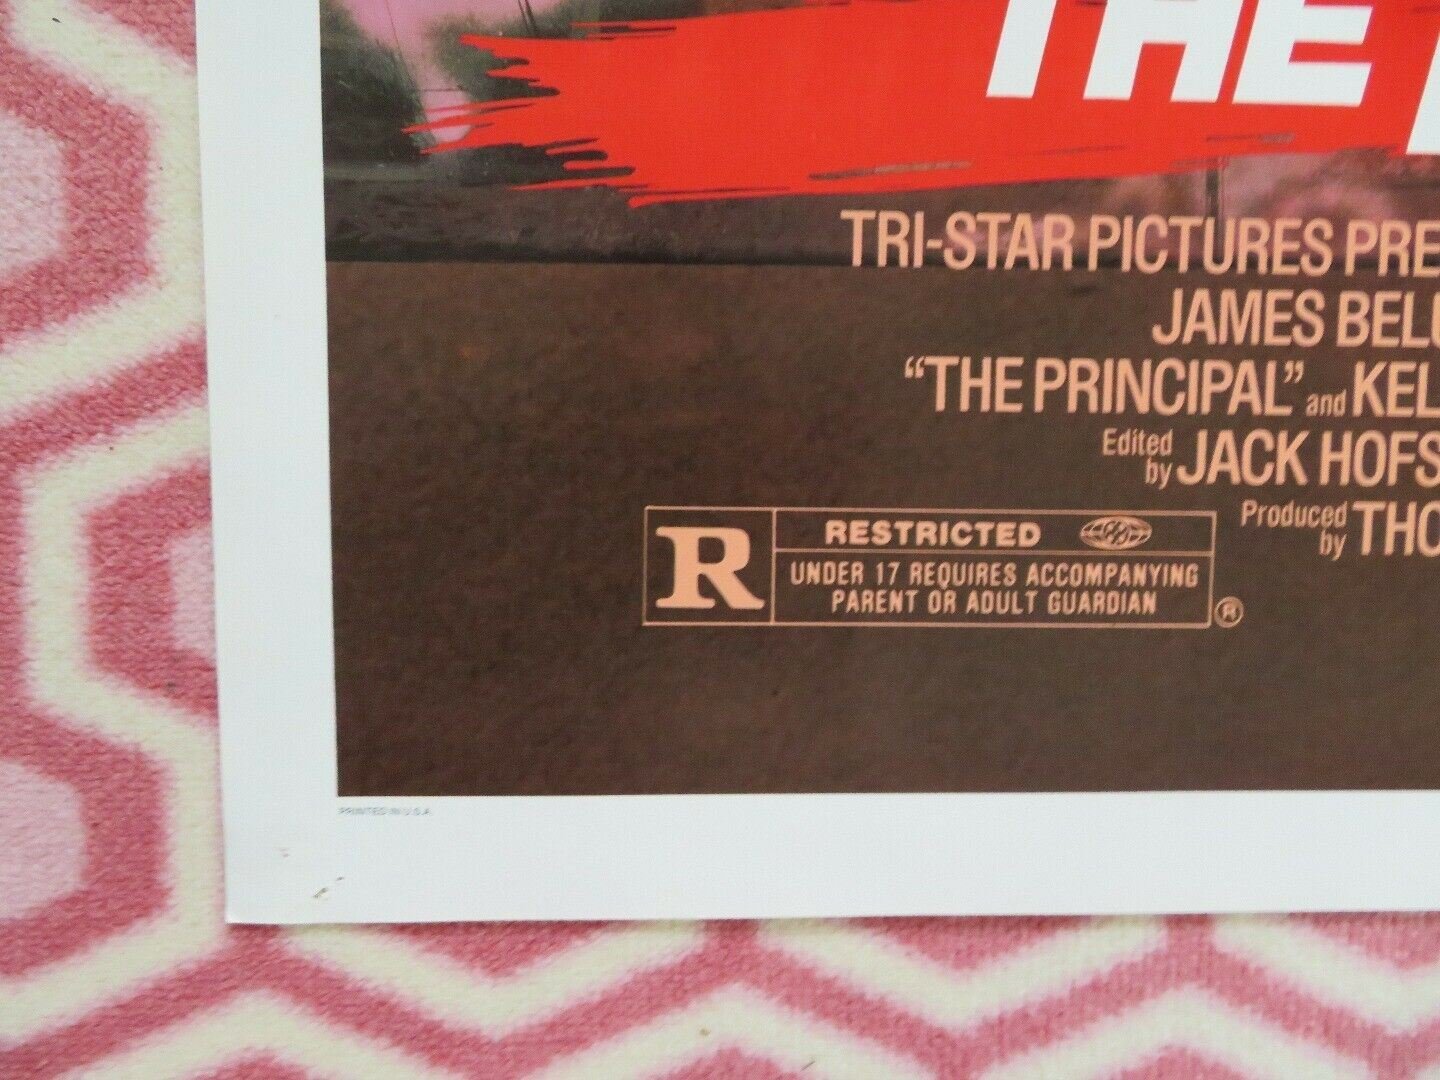 THE
TRI-STAR PICTURES PRE
JAMES BELU
"THE PRINCIPAL" and KEL
Edited by JACK HOFS
Produced by THO
R RESTRICTED
UNDER 17 REQUIRES ACCOMPANYING
PARENT OR ADULT GUARDIAN ®
PRINTED IN U.S.A.